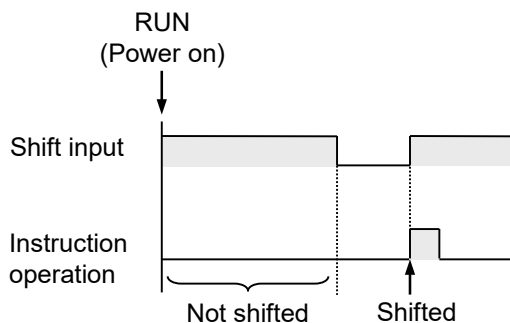 RUN
(Power on)
Shift input
Instruction
operation
Not shifted
Shifted